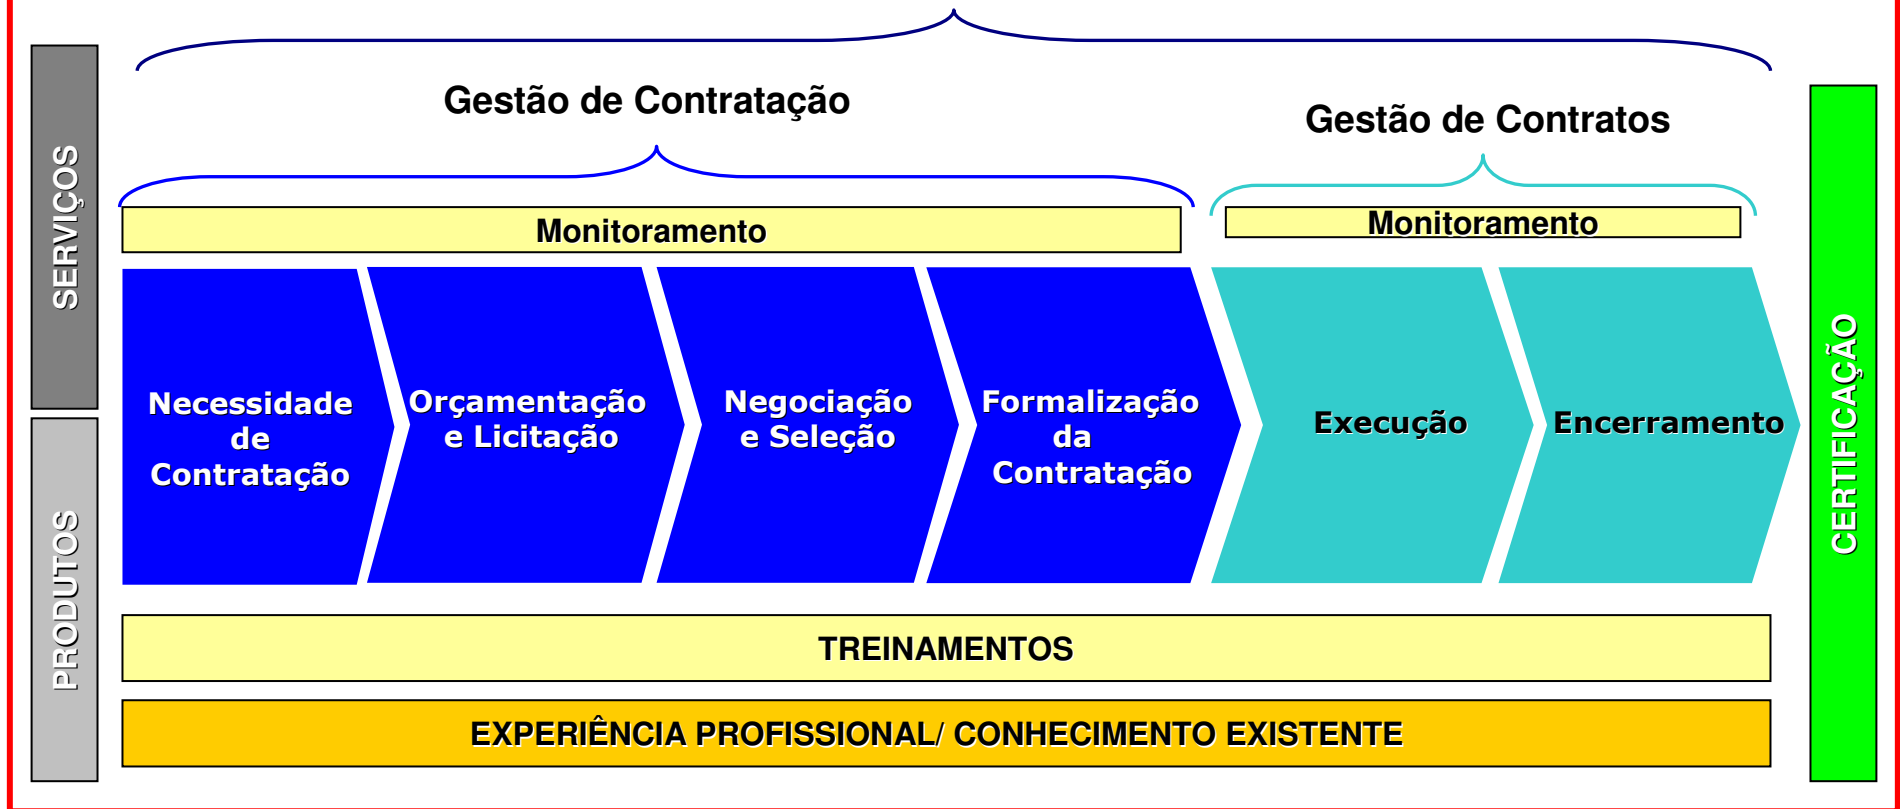 Gestão de Contratação
Gestão de Contratos
SERVIÇOS
Monitoramento
Monitoramento
Necessidade
de
Contratação
Orçamentação
e Licitação
Negociação
e Seleção
Formalização
da
Contratação
Execução
Encerramento
CERTIFICAÇÃO
PRODUTOS
TREINAMENTOS
EXPERIÊNCIA PROFISSIONAL/ CONHECIMENTO EXISTENTE